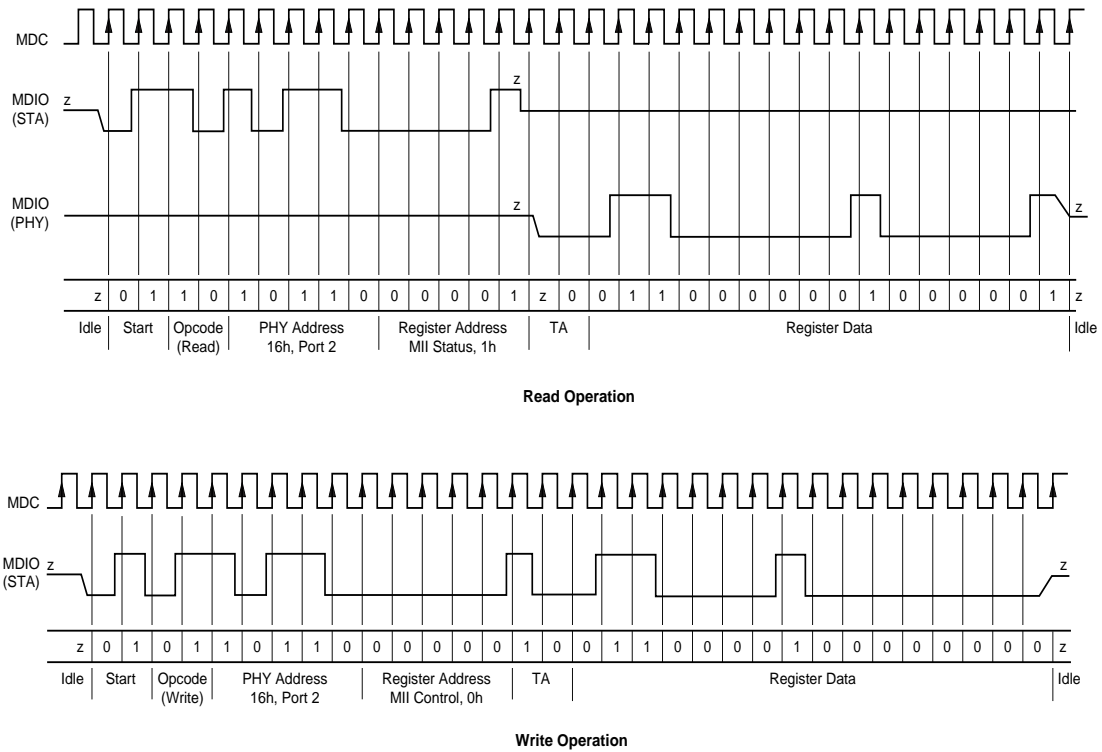 MDC
z
z
MDIO
(STA)
MDIO
(PHY)
z
z
z 0 1 1 0 1 0 1 1 0 0 0 0 0 1 z 0 0 1 1 0 0 0 0 0 0 1 0 0 0 0 0 1 z
Idle Start Opcode PHY Address Register Address TA Register Data Idle
(Read) 16h, Port 2 MII Status, 1h
Read Operation
MDC
MDIO z z
(STA)
z 0 1 0 1 1 0 1 1 0 0 0 0 0 0 1 0 0 1 1 0 0 0 0 1 0 0 0 0 0 0 0 0 z
Idle Start Opcode PHY Address Register Address TA Register Data Idle
(Write) 16h, Port 2 MII Control, 0h
Write Operation